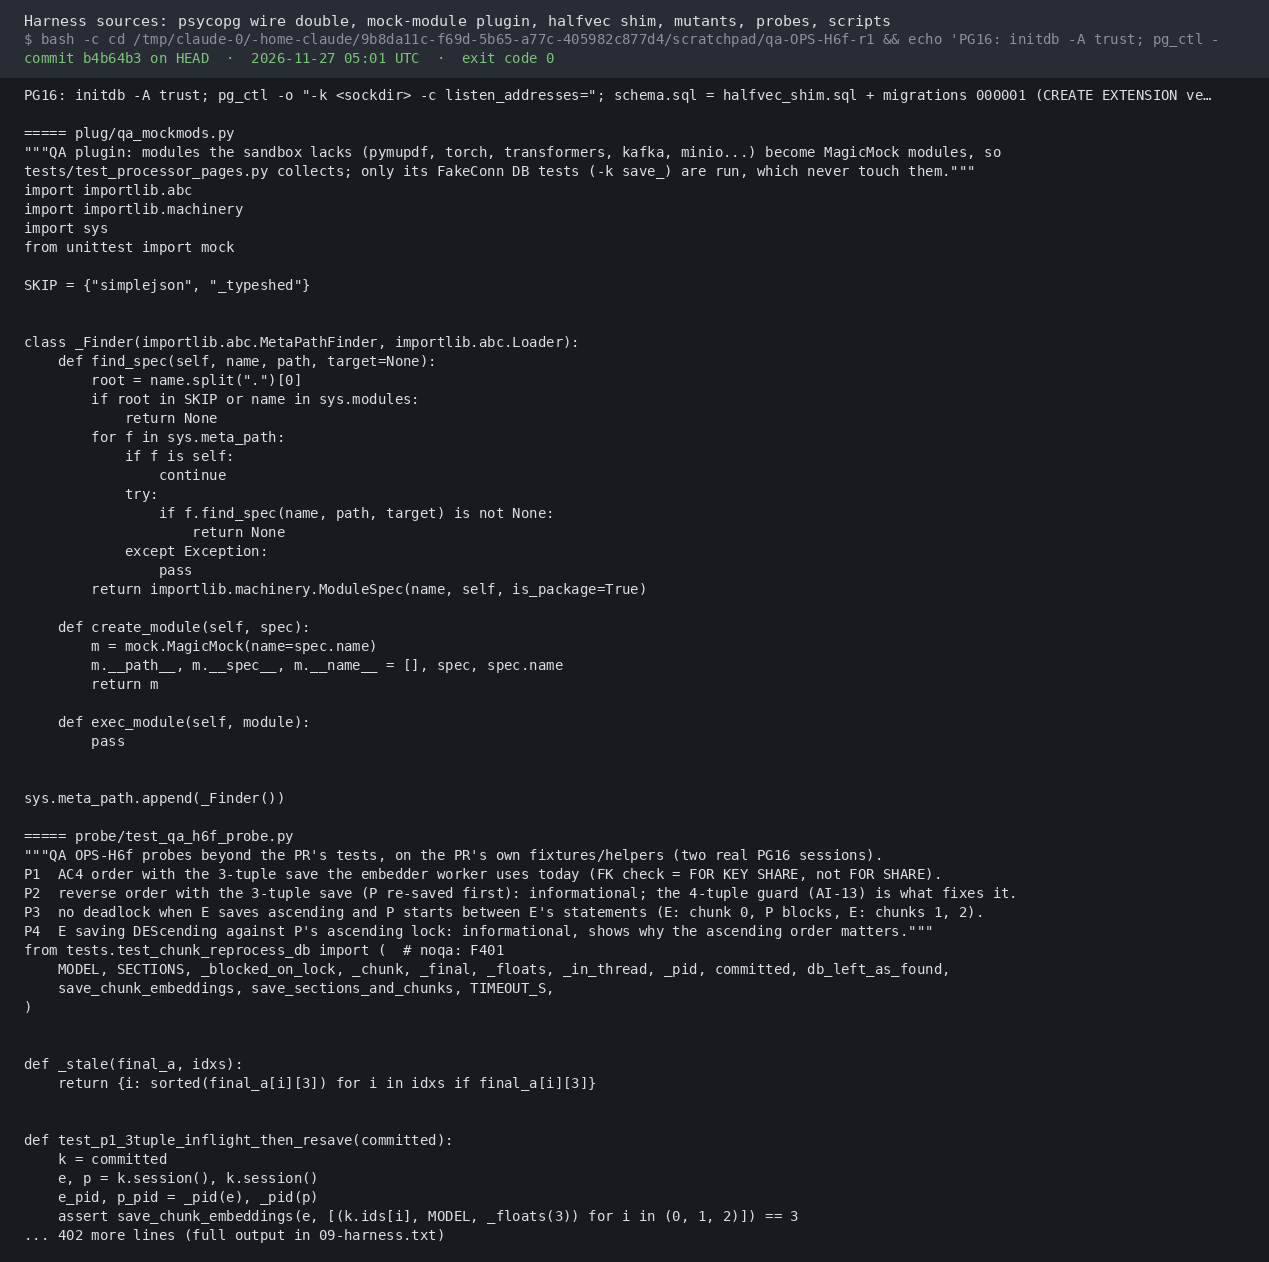 Harness sources: psycopg wire double, mock-module plugin, halfvec shim, mutants, probes, scripts
$ bash -c cd /tmp/claude-0/-home-claude/9b8da11c-f69d-5b65-a77c-405982c877d4/scratchpad/qa-OPS-H6f-r1 && echo 'PG16: initdb -A trust; pg_ctl -
commit b4b64b3 on HEAD  ·  2026-11-27 05:01 UTC  ·  exit code 0
PG16: initdb -A trust; pg_ctl -o "-k <sockdir> -c listen_addresses="; schema.sql = halfvec_shim.sql + migrations 000001 (CREATE EXTENSION ve…
===== plug/qa_mockmods.py
"""QA plugin: modules the sandbox lacks (pymupdf, torch, transformers, kafka, minio...) become MagicMock modules, so
tests/test_processor_pages.py collects; only its FakeConn DB tests (-k save_) are run, which never touch them."""
import importlib.abc
import importlib.machinery
import sys
from unittest import mock
SKIP = {"simplejson", "_typeshed"}
class _Finder(importlib.abc.MetaPathFinder, importlib.abc.Loader):
    def find_spec(self, name, path, target=None):
        root = name.split(".")[0]
        if root in SKIP or name in sys.modules:
            return None
        for f in sys.meta_path:
            if f is self:
                continue
            try:
                if f.find_spec(name, path, target) is not None:
                    return None
            except Exception:
                pass
        return importlib.machinery.ModuleSpec(name, self, is_package=True)
    def create_module(self, spec):
        m = mock.MagicMock(name=spec.name)
        m.__path__, m.__spec__, m.__name__ = [], spec, spec.name
        return m
    def exec_module(self, module):
        pass
sys.meta_path.append(_Finder())
===== probe/test_qa_h6f_probe.py
"""QA OPS-H6f probes beyond the PR's tests, on the PR's own fixtures/helpers (two real PG16 sessions).
P1  AC4 order with the 3-tuple save the embedder worker uses today (FK check = FOR KEY SHARE, not FOR SHARE).
P2  reverse order with the 3-tuple save (P re-saved first): informational; the 4-tuple guard (AI-13) is what fixes it.
P3  no deadlock when E saves ascending and P starts between E's statements (E: chunk 0, P blocks, E: chunks 1, 2).
P4  E saving DEScending against P's ascending lock: informational, shows why the ascending order matters."""
from tests.test_chunk_reprocess_db import (  # noqa: F401
    MODEL, SECTIONS, _blocked_on_lock, _chunk, _final, _floats, _in_thread, _pid, committed, db_left_as_found,
    save_chunk_embeddings, save_sections_and_chunks, TIMEOUT_S,
)
def _stale(final_a, idxs):
    return {i: sorted(final_a[i][3]) for i in idxs if final_a[i][3]}
def test_p1_3tuple_inflight_then_resave(committed):
    k = committed
    e, p = k.session(), k.session()
    e_pid, p_pid = _pid(e), _pid(p)
    assert save_chunk_embeddings(e, [(k.ids[i], MODEL, _floats(3)) for i in (0, 1, 2)]) == 3
... 402 more lines (full output in 09-harness.txt)